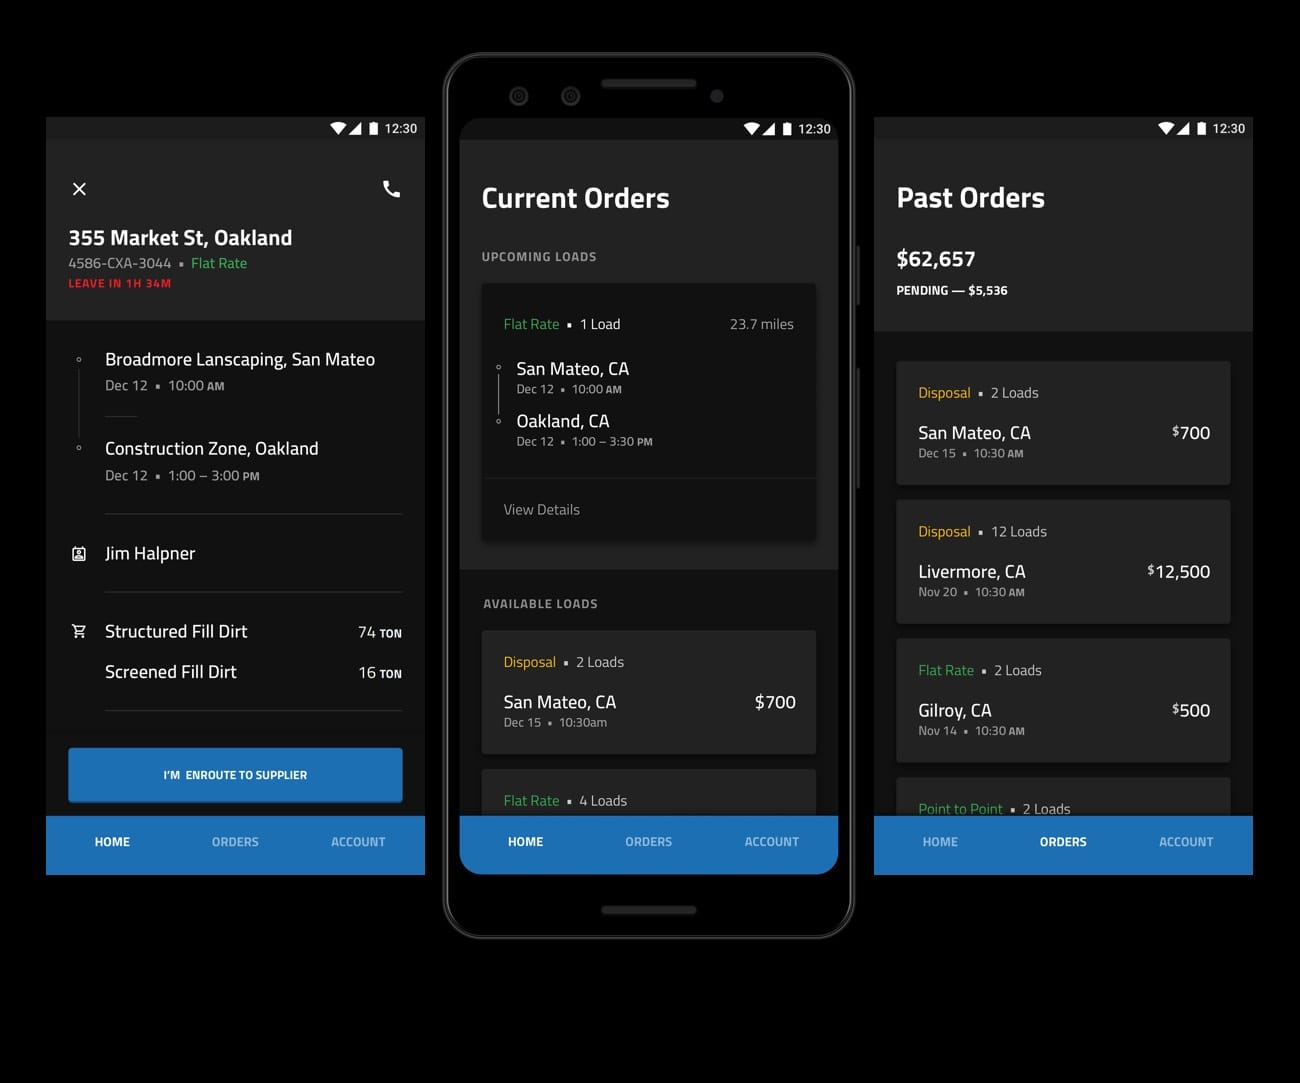 12:30
355 Market St, Oakland
4586-CXA-3044 ▪ Flat Rate
LEAVE IN 1H 34M
Broadmore Lanscaping, San Mateo
Dec 12 ▪ 10:00 AM
Construction Zone, Oakland
Dec 12 ▪ 1:00 – 3:00 PM
Jim Halpner
Structured Fill Dirt 74 TON
Screened Fill Dirt 16 TON
I'M ENROUTE TO SUPPLIER
HOME ORDERS ACCOUNT
12:30
Current Orders
UPCOMING LOADS
Flat Rate ▪ 1 Load 23.7 miles
San Mateo, CA
Dec 12 ▪ 10:00 AM
Oakland, CA
Dec 12 ▪ 1:00 – 3:30 PM
View Details
AVAILABLE LOADS
Disposal ▪ 2 Loads
San Mateo, CA $700
Dec 15 ▪ 10:30am
Flat Rate ▪ 4 Loads
HOME ORDERS ACCOUNT
12:30
Past Orders
$62,657
PENDING — $5,536
Disposal ▪ 2 Loads
San Mateo, CA $700
Dec 15 ▪ 10:30 AM
Disposal ▪ 12 Loads
Livermore, CA $12,500
Nov 20 ▪ 10:30 AM
Flat Rate ▪ 2 Loads
Gilroy, CA $500
Nov 14 ▪ 10:30 AM
Point to Point ▪ 2 Loads
HOME ORDERS ACCOUNT